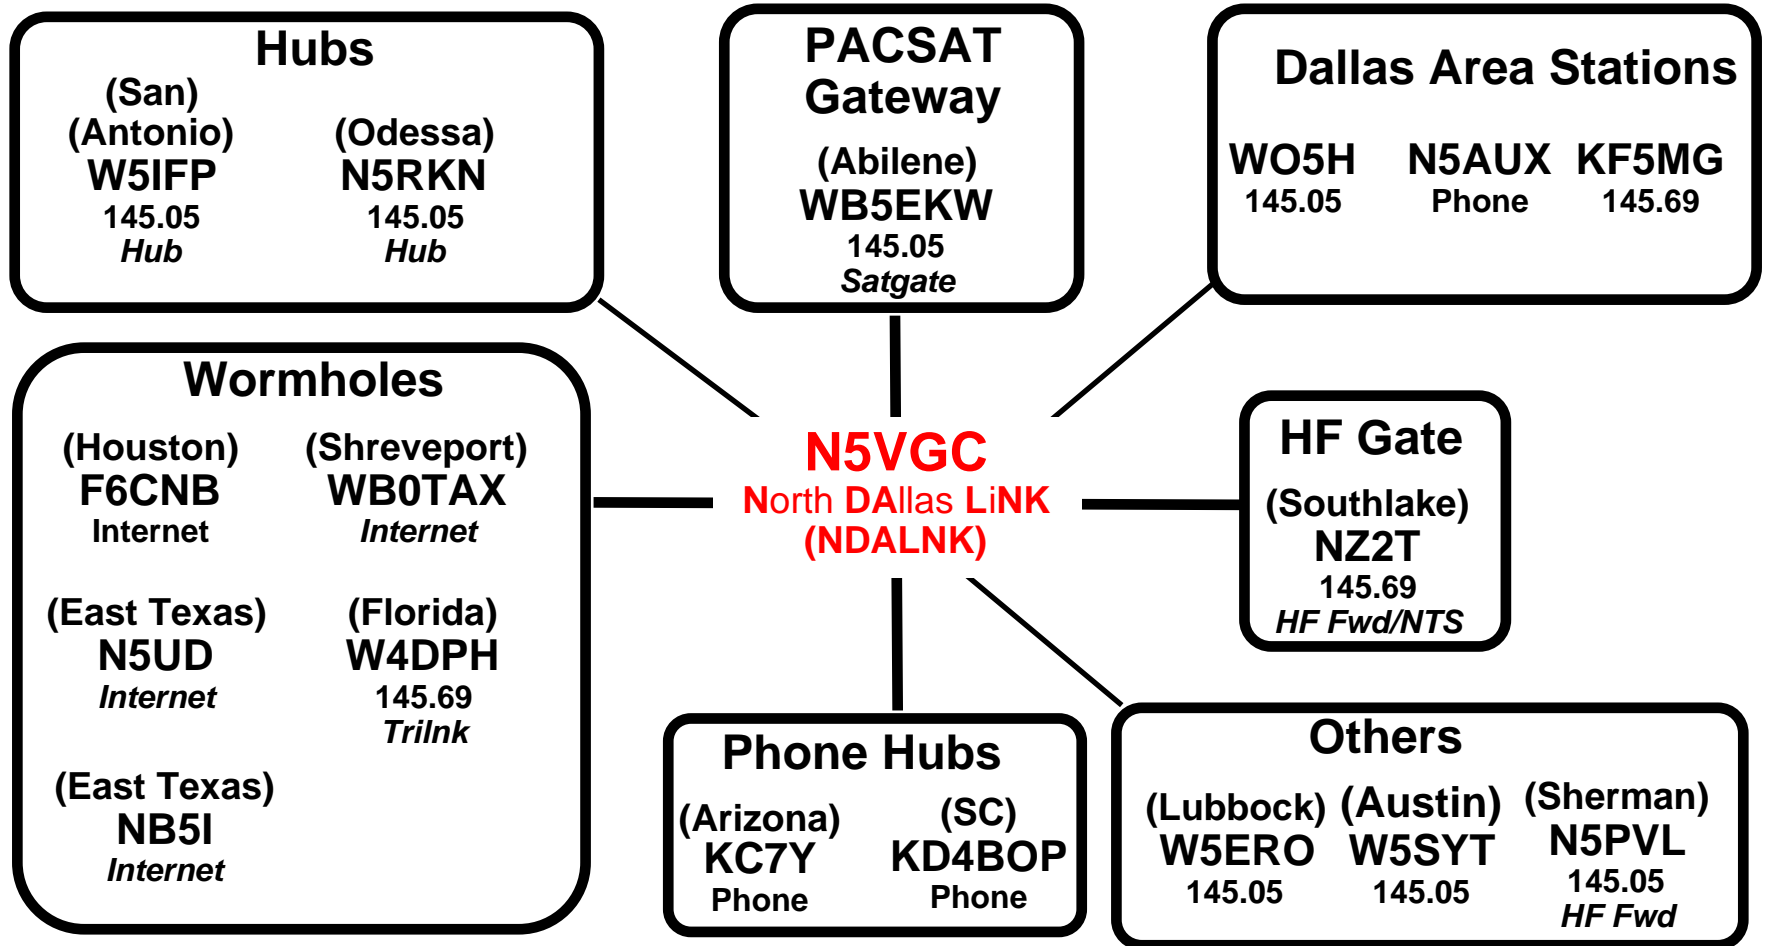 Hubs
(San)
(Antonio)
W5IFP
145.05
Hub
(Odessa)
N5RKN
145.05
Hub
PACSAT
Gateway
(Abilene)
WB5EKW
145.05
Satgate
Dallas Area Stations
WO5H
145.05
N5AUX
Phone
KF5MG
145.69
Wormholes
(Houston)
F6CNB
Internet
(Shreveport)
WB0TAX
Internet
(East Texas)
N5UD
Internet
(Florida)
W4DPH
145.69
Trilnk
(East Texas)
NB5I
Internet
N5VGC
North DAllas LiNK
(NDALNK)
HF Gate
(Southlake)
NZ2T
145.69
HF Fwd/NTS
Phone Hubs
(Arizona)
KC7Y
Phone
(SC)
KD4BOP
Phone
Others
(Lubbock)
W5ERO
145.05
(Austin)
W5SYT
145.05
(Sherman)
N5PVL
145.05
HF Fwd